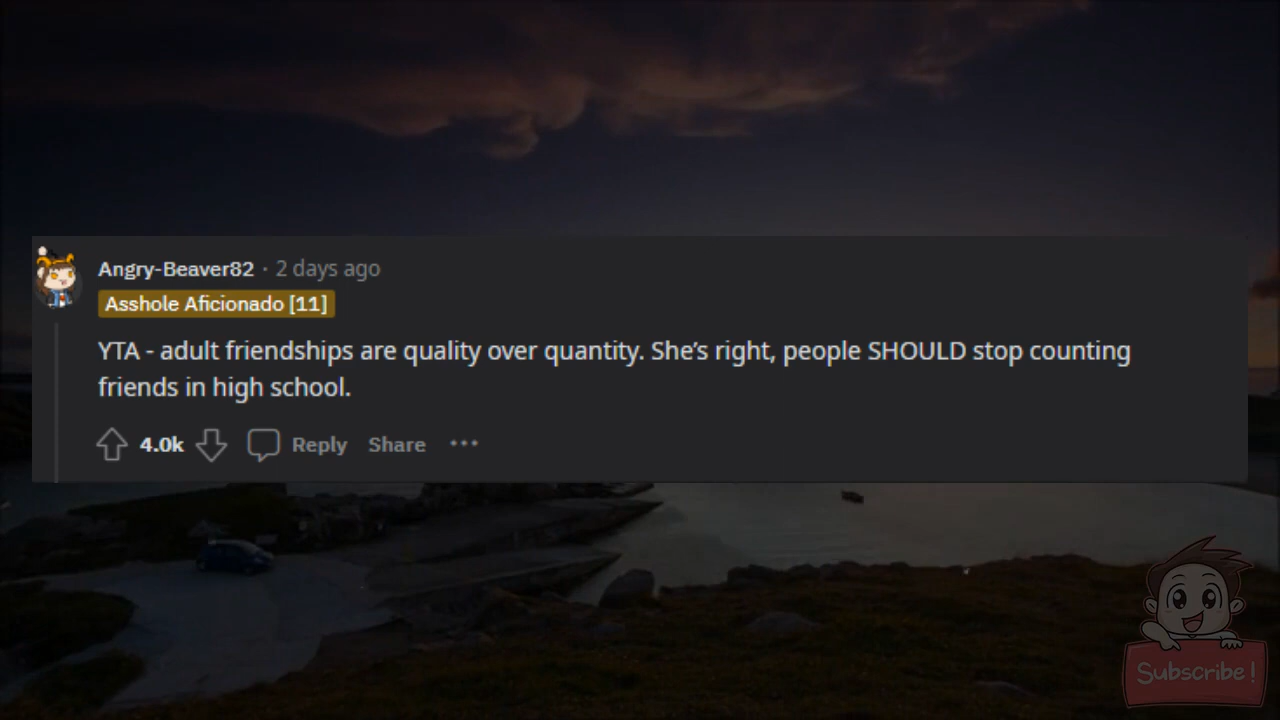 Angry-Beaver82 · 2 days ago
Asshole Aficionado [11]
YTA - adult friendships are quality over quantity. She’s right, people SHOULD stop counting
friends in high school.
4.0k Reply Share ···
Subscribe!